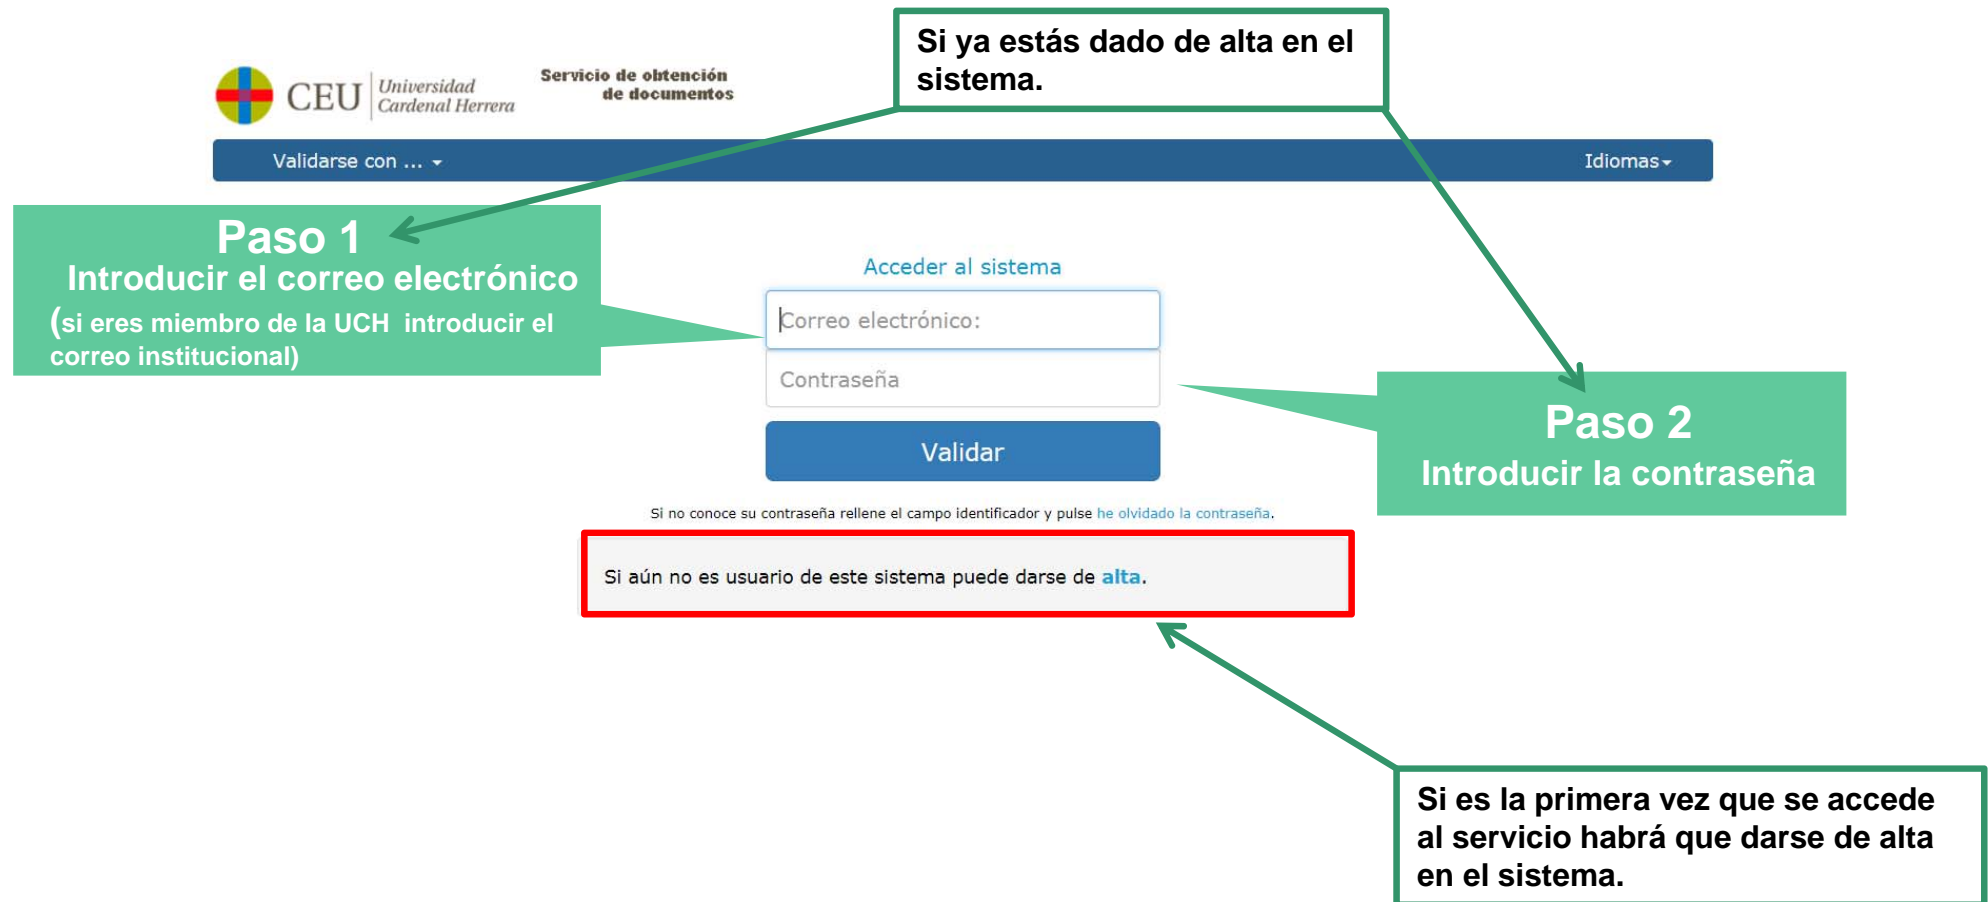 Si ya estás dado de alta en el
sistema.
CEU
Universidad
Cardenal Herrera
Servicio de obtención
de documentos
Validarse con ...
Idiomas
Paso 1
Introducir el correo electrónico
(si eres miembro de la UCH introducir el
correo institucional)
Acceder al sistema
Correo electrónico:
Contraseña
Validar
Paso 2
Introducir la contraseña
Si no conoce su contraseña rellene el campo identificador y pulse he olvidado la contraseña.
Si aún no es usuario de este sistema puede darse de alta.
Si es la primera vez que se accede
al servicio habrá que darse de alta
en el sistema.